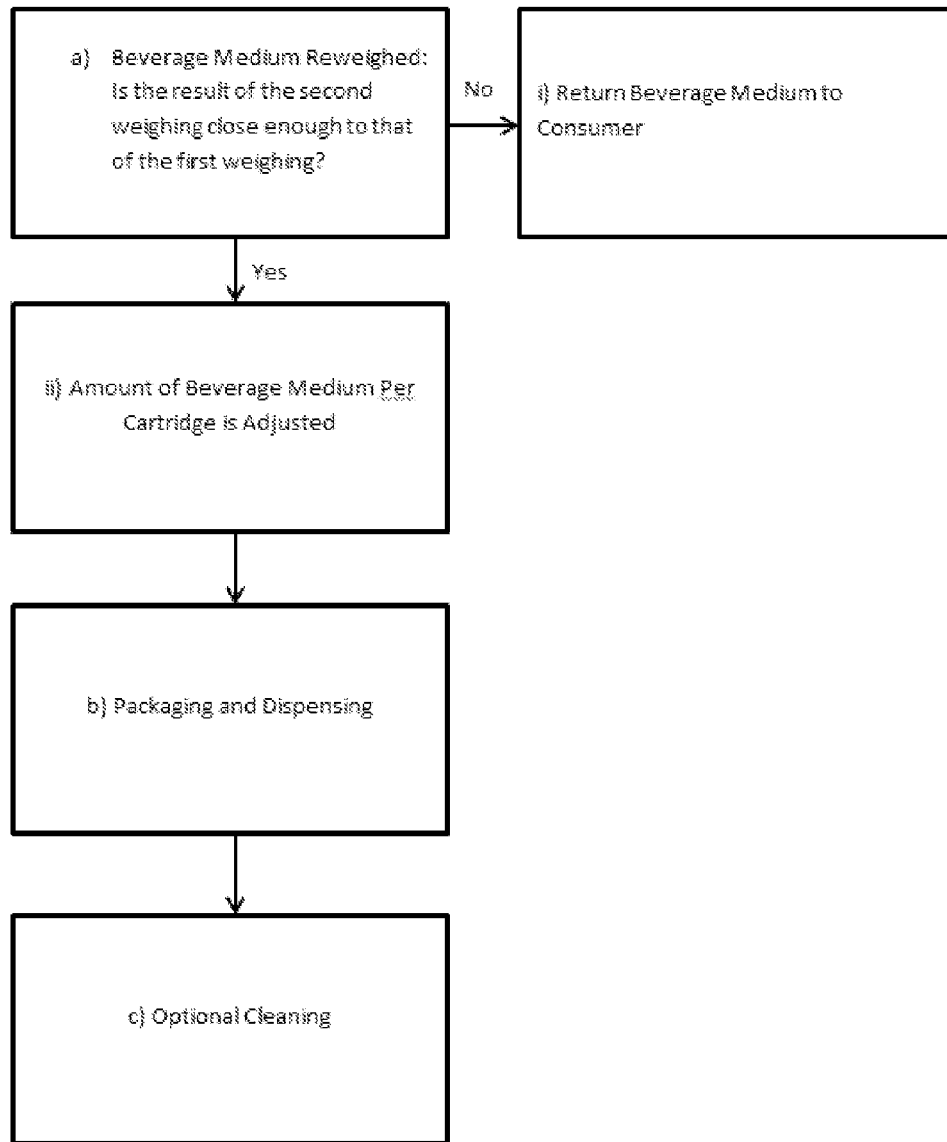 a) Beverage Medium Reweighed:
Is the result of the second
weighing close enough to that
of the first weighing?
No
i) Return Beverage Medium to
Consumer
Yes
ii) Amount of Beverage Medium Per
Cartridge is Adjusted
b) Packaging and Dispensing
c) Optional Cleaning